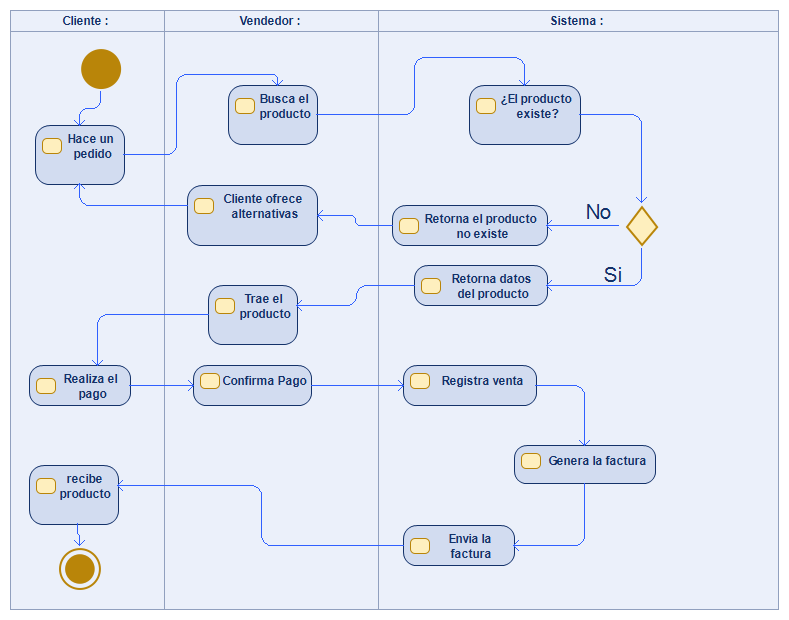 Cliente :
Vendedor :
Sistema :
Busca el
producto
¿El producto
existe?
Hace un
pedido
Cliente ofrece
alternativas
Retorna el producto
no existe
No
Si
Retorna datos
del producto
Trae el
producto
Realiza el
pago
Confirma Pago
Registra venta
Genera la factura
recibe
producto
Envia la
factura